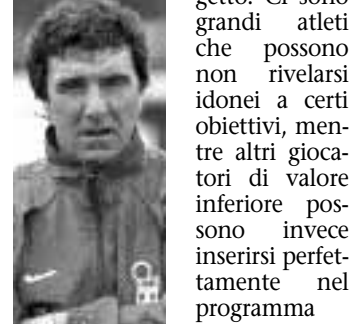 getto. Ci sono
grandi atleti
che possono
non rivelarsi
idonei a certi
obiettivi, men-
tre altri gioca-
tori di valore
inferiore pos-
sono invece
inserirsi perfet-
tamente nel
programma